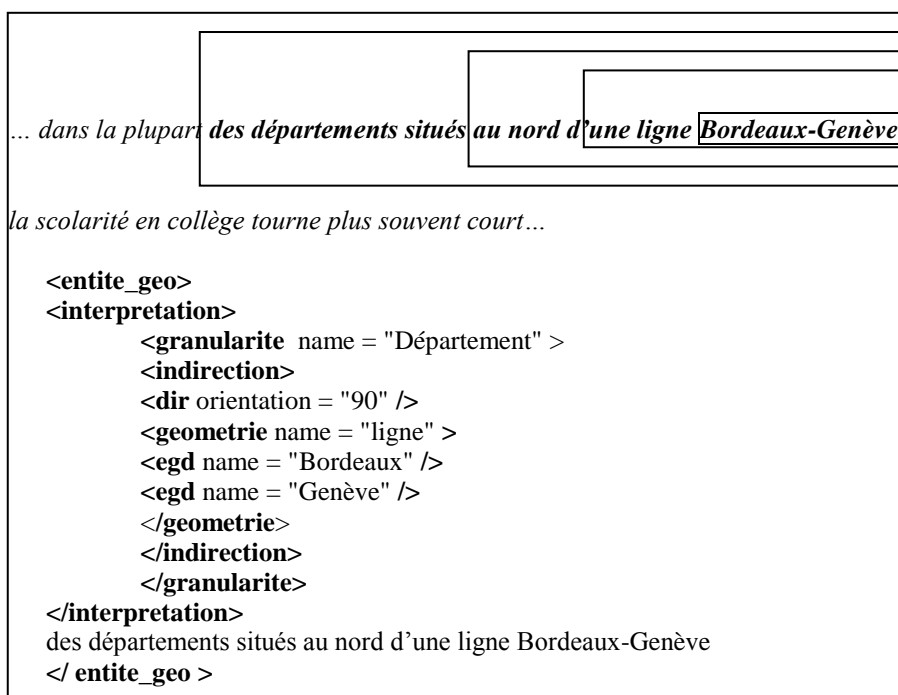 … dans la plupart des départements situés au nord d’une ligne Bordeaux-Genève
la scolarité en collège tourne plus souvent court…
<entite_geo>
<interpretation>
<granularite name = "Département" >
<indirection>
<dir orientation = "90" />
<geometrie name = "ligne" >
<egd name = "Bordeaux" />
<egd name = "Genève" />
</geometrie>
</indirection>
</granularite>
</interpretation>
des départements situés au nord d’une ligne Bordeaux-Genève
</ entite_geo >